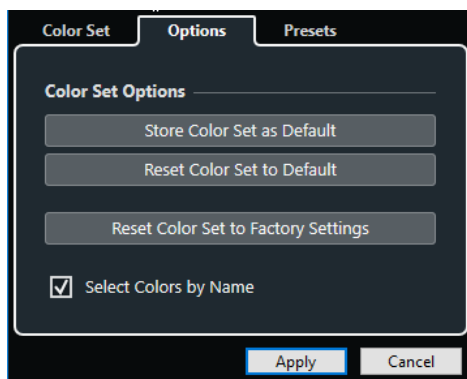 Color Set Options Presets
Color Set Options
Store Color Set as Default
Reset Color Set to Default
Reset Color Set to Factory Settings
Select Colors by Name
Apply Cancel